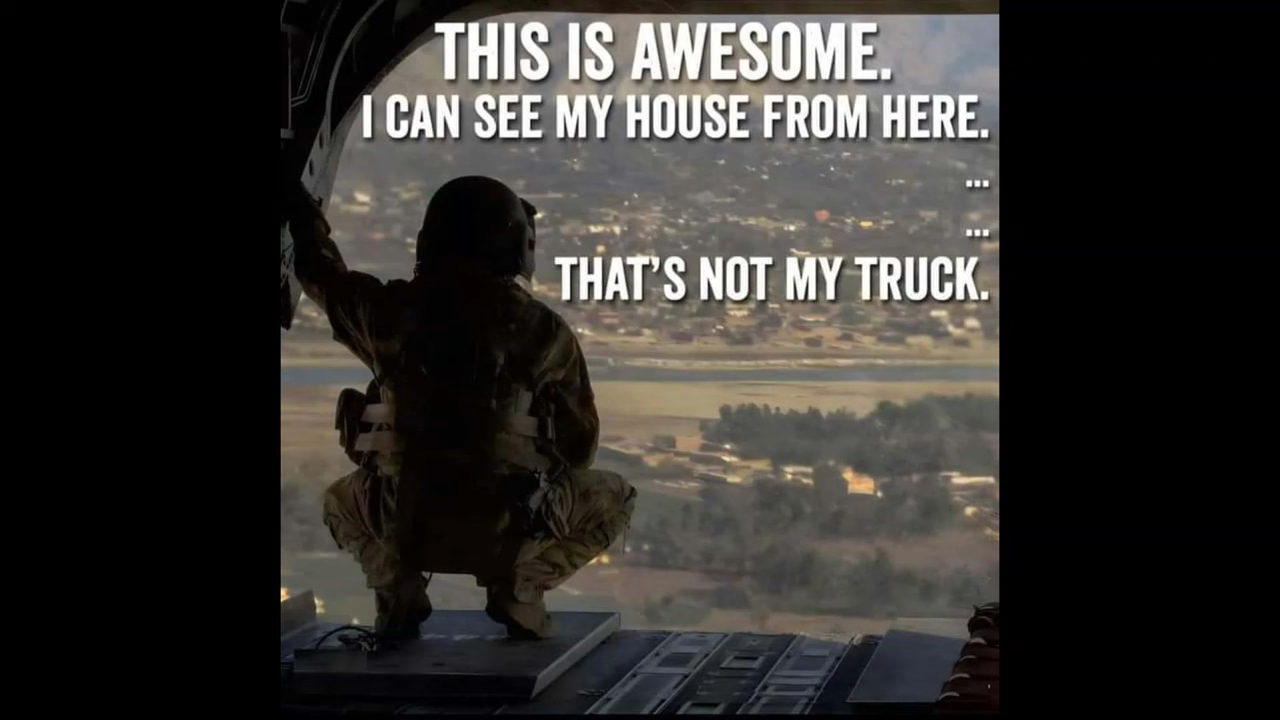 THIS IS AWESOME.
I CAN SEE MY HOUSE FROM HERE.
...
...
THAT'S NOT MY TRUCK.